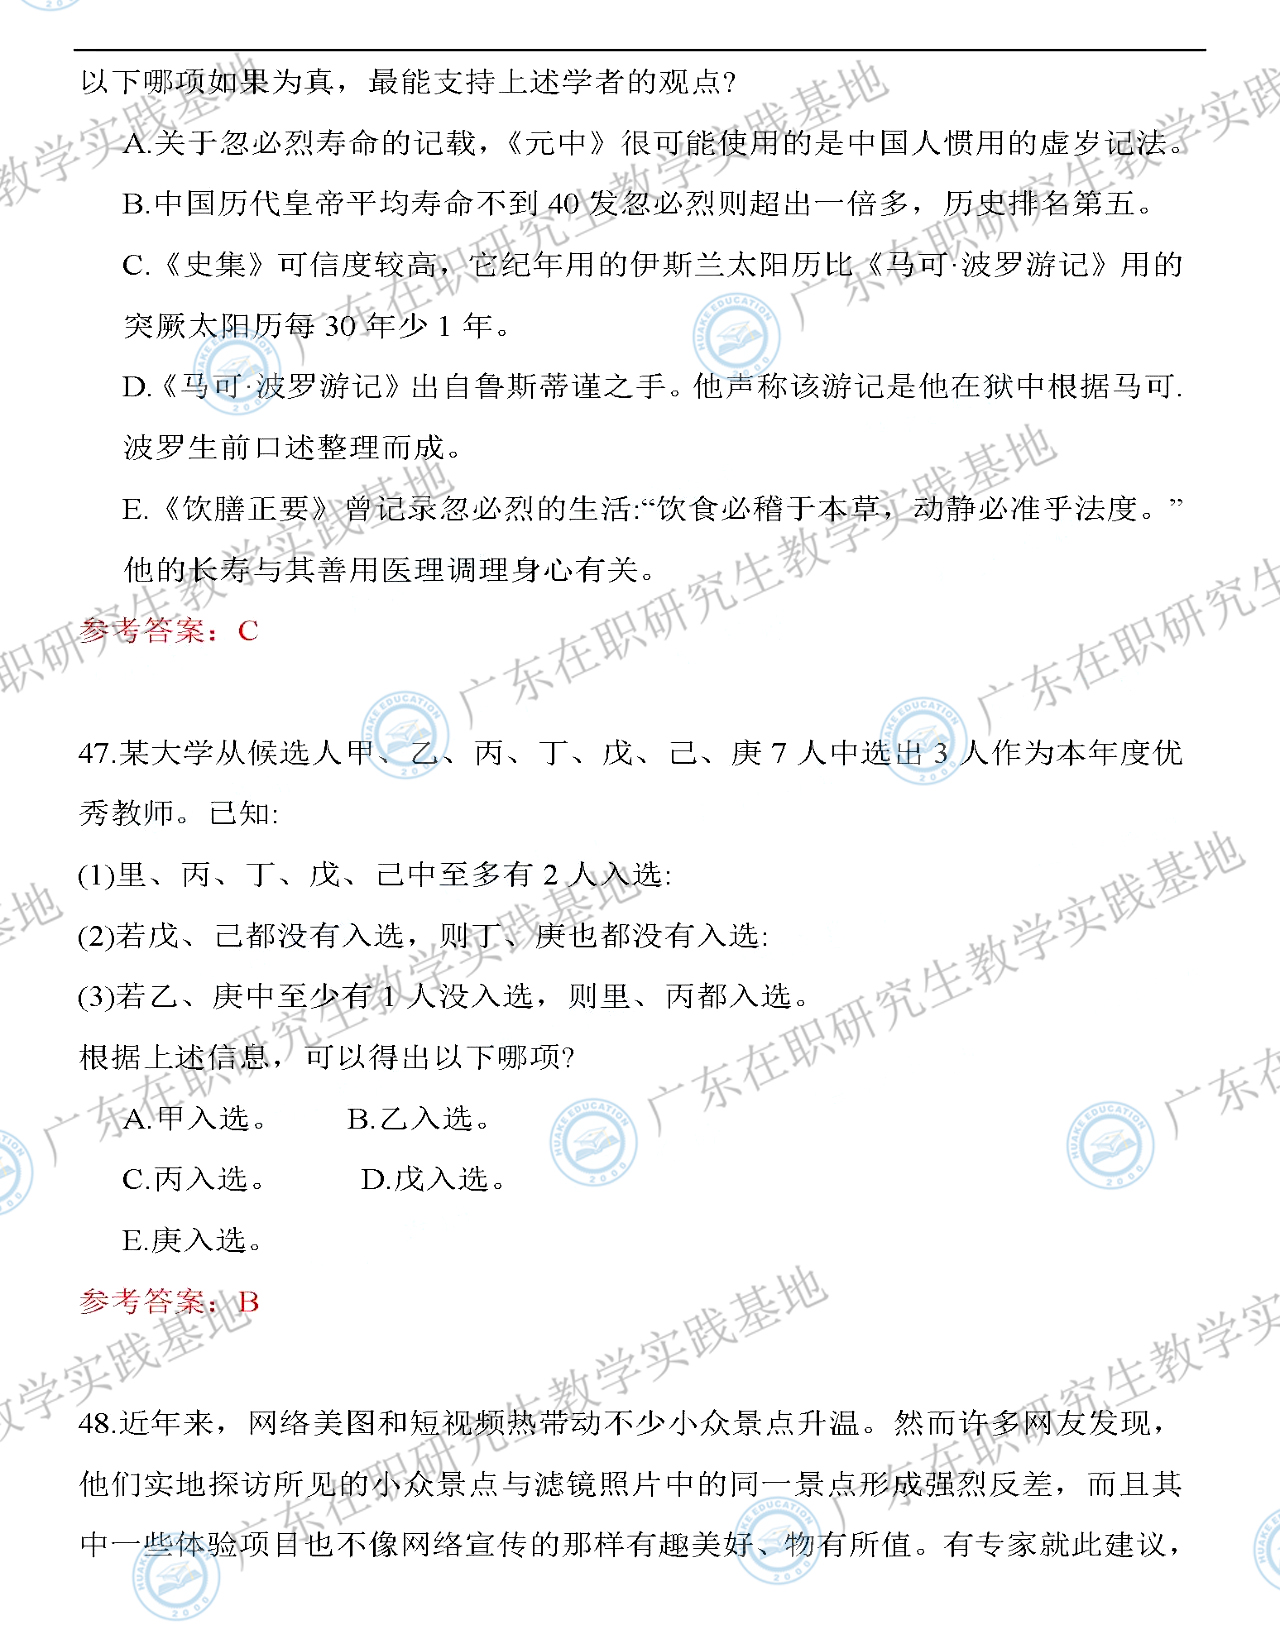 以下哪项如果为真，最能支持上述学者的观点?
A.关于忽必烈寿命的记载，《元中》很可能使用的是中国人惯用的虚岁记法。
B.中国历代皇帝平均寿命不到 40 发忽必烈则超出一倍多，历史排名第五。
C.《史集》可信度较高，它纪年用的伊斯兰太阳历比《马可·波罗游记》用的
突厥太阳历每 30 年少 1 年。
D.《马可·波罗游记》出自鲁斯蒂谨之手。他声称该游记是他在狱中根据马可.
波罗生前口述整理而成。
E.《饮膳正要》曾记录忽必烈的生活:“饮食必稽于本草，动静必准乎法度。”
他的长寿与其善用医理调理身心有关。
参考答案：C
47.某大学从候选人甲、乙、丙、丁、戊、己、庚 7 人中选出 3 人作为本年度优
秀教师。已知:
(1)里、丙、丁、戊、己中至多有 2 人入选:
(2)若戊、己都没有入选，则丁、庚也都没有入选:
(3)若乙、庚中至少有 1 人没入选，则里、丙都入选。
根据上述信息，可以得出以下哪项?
A.甲入选。 B.乙入选。
C.丙入选。 D.戊入选。
E.庚入选。
参考答案：B
48.近年来，网络美图和短视频热带动不少小众景点升温。然而许多网友发现，
他们实地探访所见的小众景点与滤镜照片中的同一景点形成强烈反差，而且其
中一些体验项目也不像网络宣传的那样有趣美好、物有所值。有专家就此建议，
广东在职研究生教学实践基地
HUAKE EDUCATION
2000